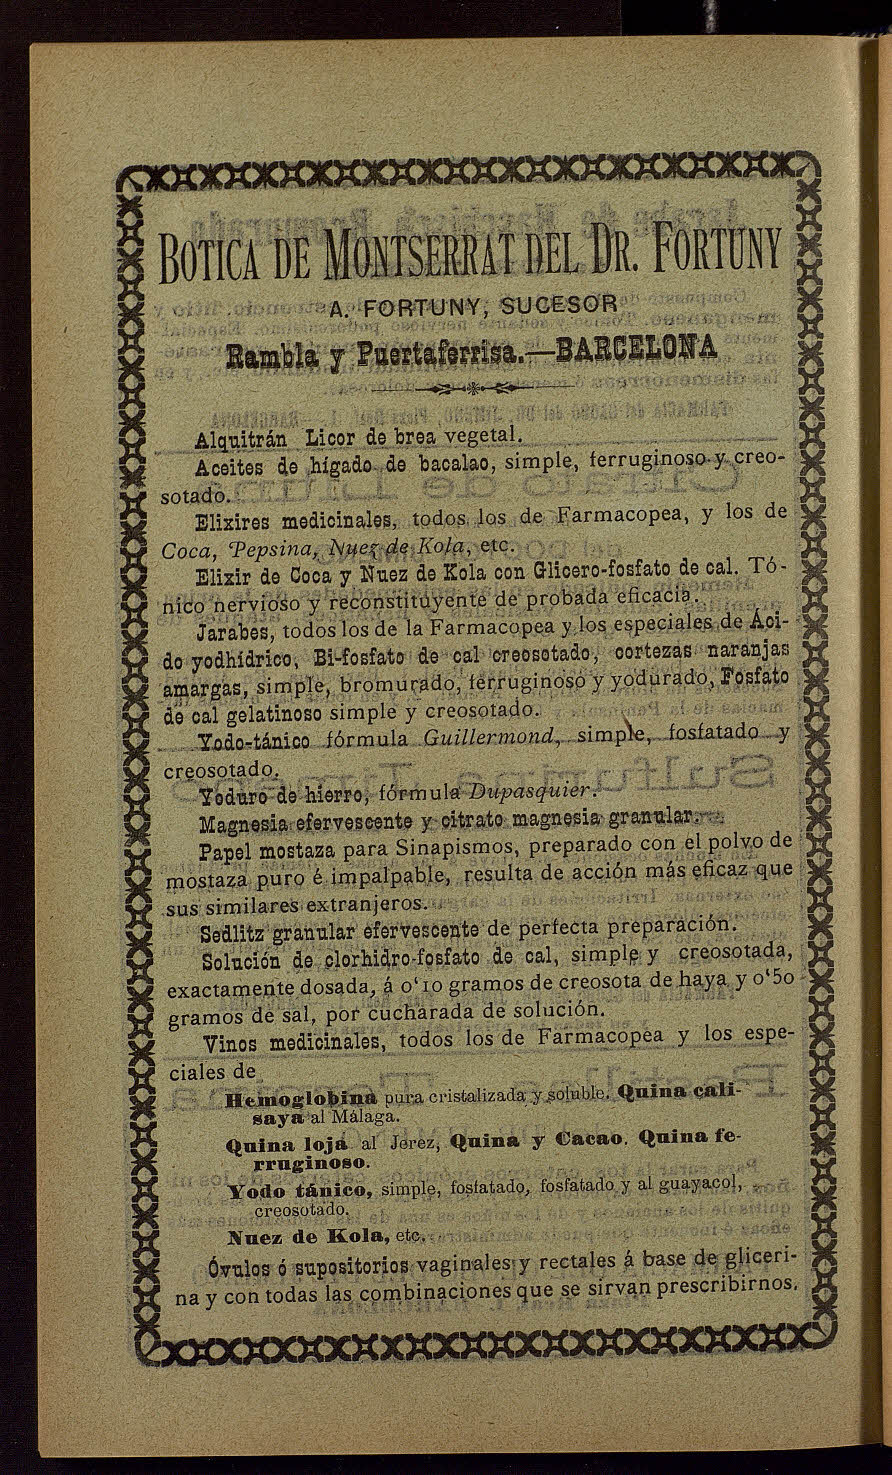 BOTICA DE MONTSERRAT DEL DR. FORTUNY
A. FORTUNY, SUCESOR
Rambla y Puertaferrisa.—BARCELONA
Alquitrán Licor de brea vegetal.
Aceites de hígado de bacalao, simple, ferruginoso y creo-
sotado.
Elixires medicinales, todos los de Farmacopea, y los de
Coca, Pepsina, Nuez de Kola, etc.
Elixir de Coca y Nuez de Kola con Glicero-fosfato de cal. Tó-
nico nervioso y reconstituyente de probada eficacia.
Jarabes, todos los de la Farmacopea y los especiales de Áci-
do yodhídrico, Bi-fosfato de cal creosotado, cortezas naranjas
amargas, simple, bromurado, ferruginoso y yodurado, Fosfato
de cal gelatinoso simple y creosotado.
Yodo-tánico fórmula Guillermond, simple, fosfatado y
creosotado.
Yoduro de hierro, fórmula Dupasquier.
Magnesia efervescente y citrato magnesia granular.
Papel mostaza para Sinapismos, preparado con el polvo de
mostaza puro é impalpable, resulta de acción más eficaz que
sus similares extranjeros.
Sedlitz granular efervescente de perfecta preparación.
Solución de clorhidro-fosfato de cal, simple y creosotada,
exactamente dosada, á 0‘10 gramos de creosota de haya y 0‘50
gramos de sal, por cucharada de solución.
Vinos medicinales, todos los de Farmacopea y los espe-
ciales de
Hemoglobina pura cristalizada y soluble. Quina cali-
saya al Málaga.
Quina loja al Jerez, Quina y Cacao. Quina fe-
rruginoso.
Yodo tánico, simple, fosfatado, fosfatado y al guayacol,
creosotado.
Nuez de Kola, etc.
Óvulos ó supositorios vaginales y rectales á base de gliceri-
na y con todas las combinaciones que se sirvan prescribirnos.